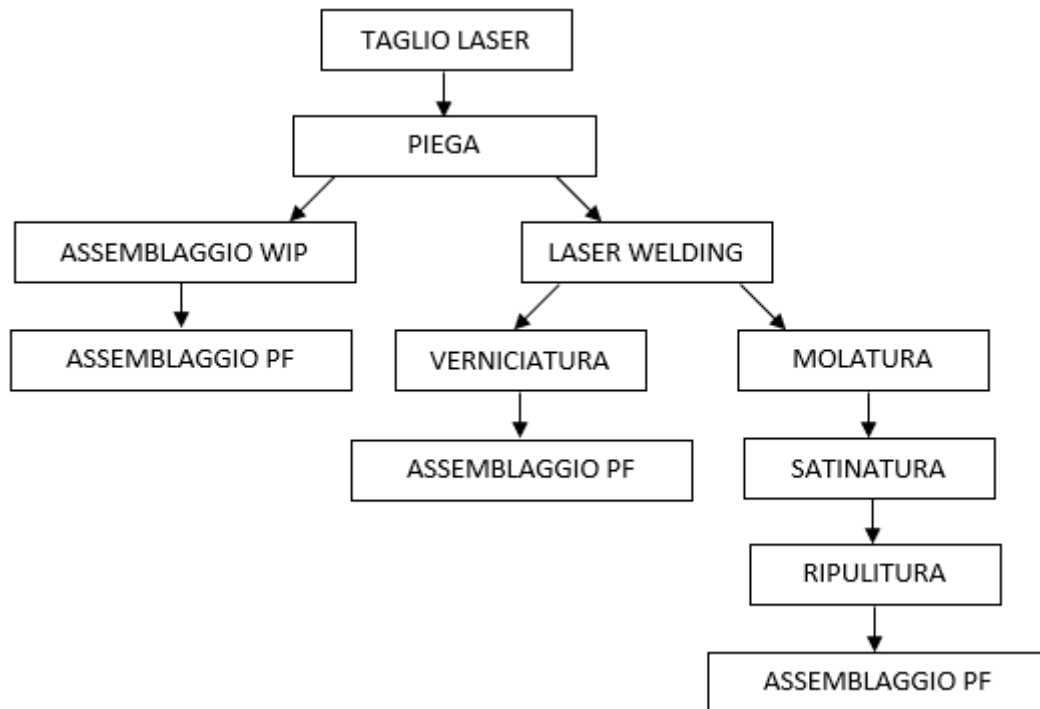 TAGLIO LASER
PIEGA
ASSEMBLAGGIO WIP
LASER WELDING
ASSEMBLAGGIO PF
VERNICIATURA
MOLATURA
ASSEMBLAGGIO PF
SATINATURA
RIPULITURA
ASSEMBLAGGIO PF